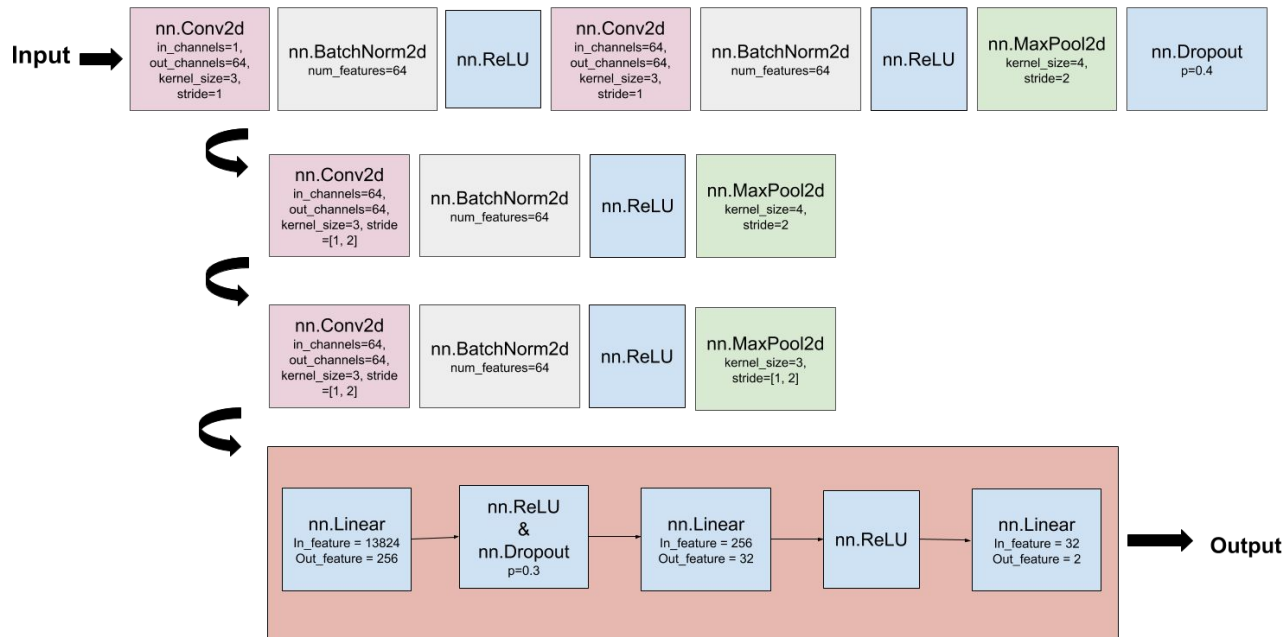 Input
nn.Conv2d
in_channels=1,
out_channels=64,
kernel_size=3,
stride=1
nn.BatchNorm2d
num_features=64
nn.ReLU
nn.Conv2d
in_channels=64,
out_channels=64,
kernel_size=3,
stride=1
nn.BatchNorm2d
num_features=64
nn.ReLU
nn.MaxPool2d
kernel_size=4,
stride=2
nn.Dropout
p=0.4
nn.Conv2d
in_channels=64,
out_channels=64,
kernel_size=3, stride
=[1, 2]
nn.BatchNorm2d
num_features=64
nn.ReLU
nn.MaxPool2d
kernel_size=4,
stride=2
nn.Conv2d
in_channels=64,
out_channels=64,
kernel_size=3, stride
=[1, 2]
nn.BatchNorm2d
num_features=64
nn.ReLU
nn.MaxPool2d
kernel_size=3,
stride=[1, 2]
nn.Linear
In_feature = 13824
Out_feature = 256
nn.ReLU
&
nn.Dropout
p=0.3
nn.Linear
In_feature = 256
Out_feature = 32
nn.ReLU
nn.Linear
In_feature = 32
Out_feature = 2
Output